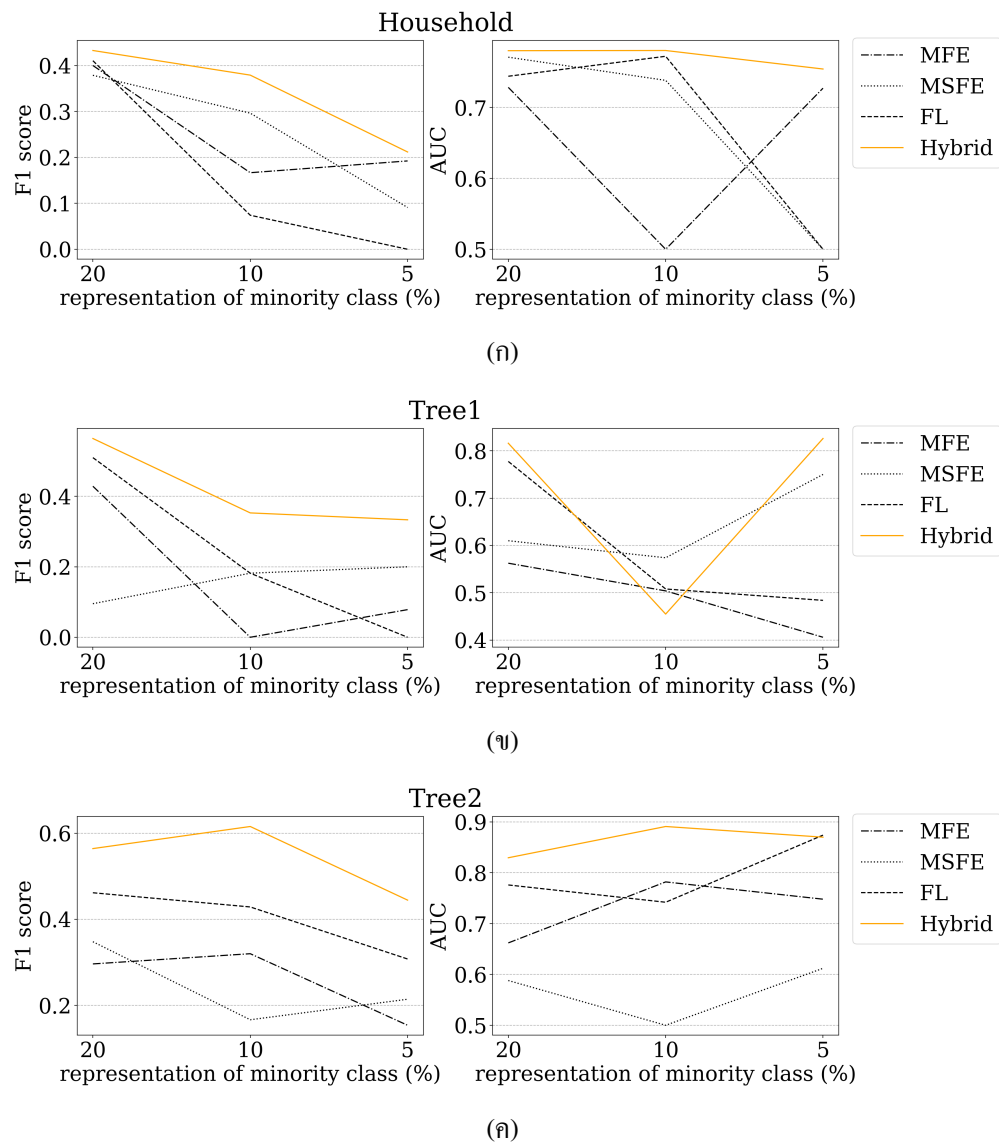 Household
F1 score
0.4
0.3
0.2
0.1
0.0
20 10 5
representation of minority class (%)
AUC
0.7
0.6
0.5
20 10 5
representation of minority class (%)
MFE
MSFE
FL
Hybrid
(ก)
Tree1
F1 score
0.4
0.2
0.0
20 10 5
representation of minority class (%)
AUC
0.8
0.7
0.6
0.5
0.4
20 10 5
representation of minority class (%)
MFE
MSFE
FL
Hybrid
(ข)
Tree2
F1 score
0.6
0.4
0.2
20 10 5
representation of minority class (%)
AUC
0.9
0.8
0.7
0.6
0.5
20 10 5
representation of minority class (%)
MFE
MSFE
FL
Hybrid
(ค)